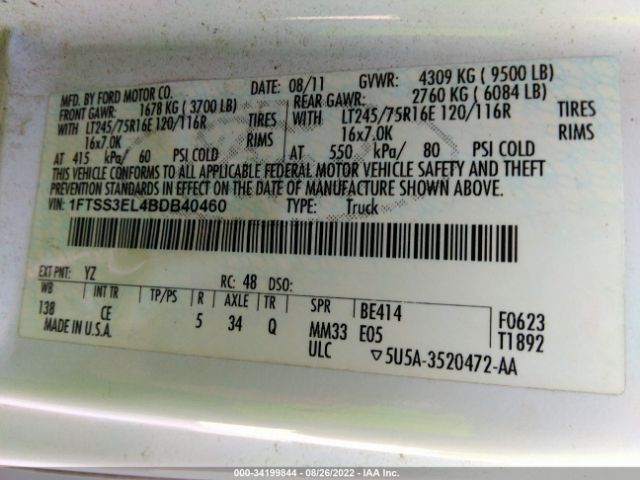 MFD. BY FORD MOTOR CO. DATE: 08/11 GVWR: 4309 KG ( 9500 LB)
FRONT GAWR: 1678 KG ( 3700 LB) REAR GAWR: 2760 KG ( 6084 LB)
WITH LT245/75R16E 120/116R TIRES WITH LT245/75R16E 120/116R TIRES
16x7.0K RIMS 16x7.0K RIMS
AT 415 kPa/ 60 PSI COLD AT 550 kPa/ 80 PSI COLD
THIS VEHICLE CONFORMS TO ALL APPLICABLE FEDERAL MOTOR VEHICLE SAFETY AND THEFT
PREVENTION STANDARDS IN EFFECT ON THE DATE OF MANUFACTURE SHOWN ABOVE.
VIN: 1FTSS3EL4BDB40460 TYPE: Truck
EXT PNT: YZ RC: 48 DSO:
WB INT TR TP/PS R AXLE TR SPR BE414 F0623
138 CE 5 34 Q MM33 E05 T1892
MADE IN U.S.A. ULC ▽5U5A-3520472-AA
000-34199844 | 08/26/2022 - IAA Inc.